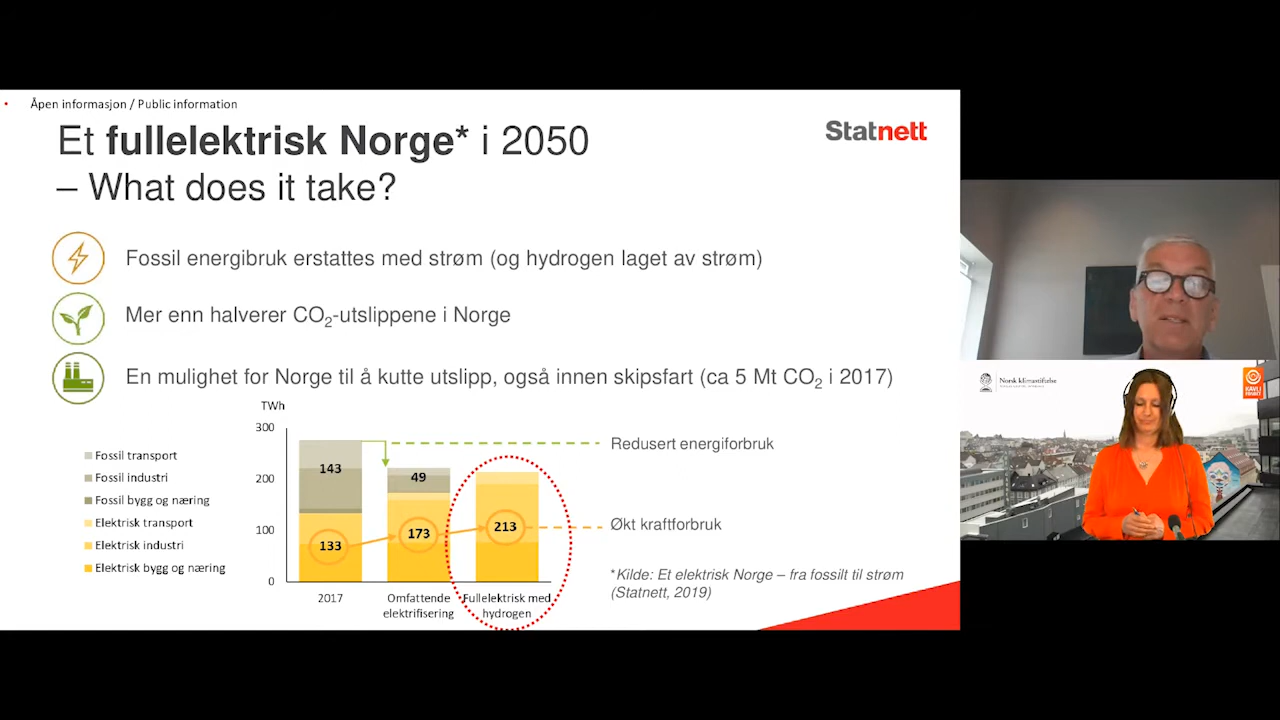 Åpen informasjon / Public information
Et fullelektrisk Norge* i 2050
– What does it take?
Statnett
Fossil energibruk erstattes med strøm (og hydrogen laget av strøm)
Mer enn halverer CO2-utslippene i Norge
En mulighet for Norge til å kutte utslipp, også innen skipsfart (ca 5 Mt CO2 i 2017)
TWh
300
200
100
0
Fossil transport
Fossil industri
Fossil bygg og næring
Elektrisk transport
Elektrisk industri
Elektrisk bygg og næring
143
49
133
173
213
2017
Omfattende
elektrifisering
Fullelektrisk med
hydrogen
Redusert energiforbruk
Økt kraftforbruk
*Kilde: Et elektrisk Norge – fra fossilt til strøm
(Statnett, 2019)
Norsk klimastiftelse